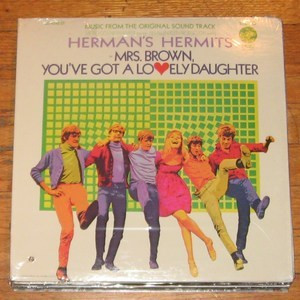 MUSIC FROM THE ORIGINAL SOUND TRACK
HERMAN'S HERMITS
MRS. BROWN,
YOU'VE GOT A LOVELY DAUGHTER